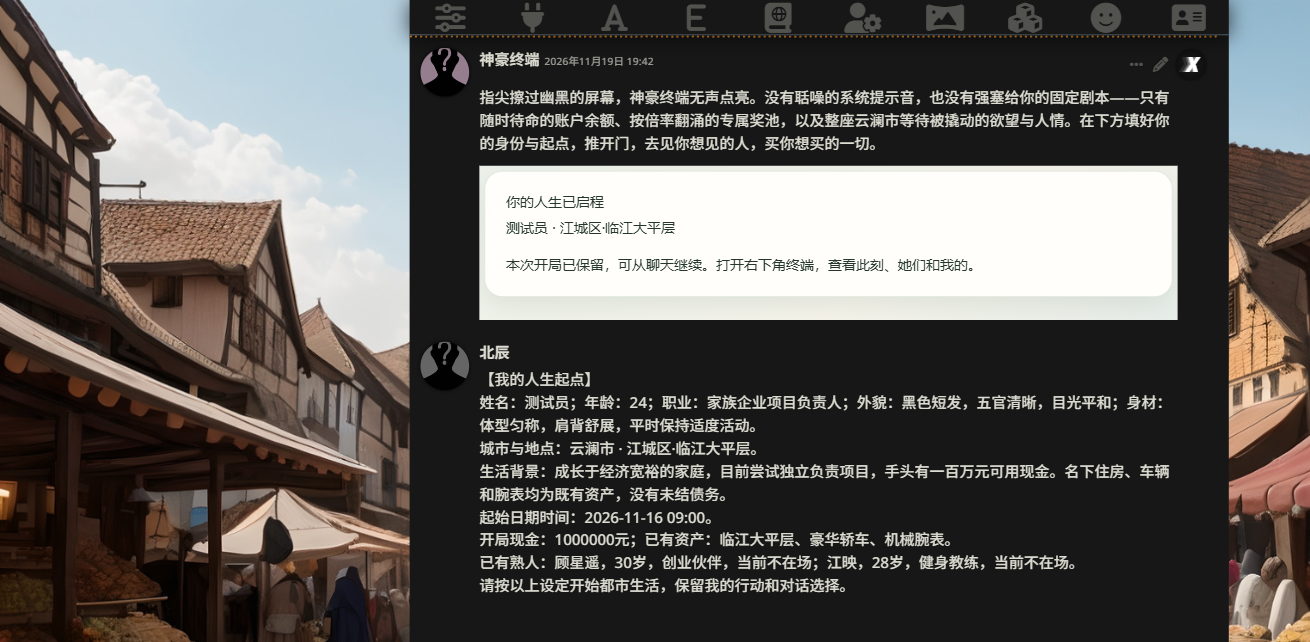 神豪终端 2026年11月19日 19:42
指尖擦过幽黑的屏幕，神豪终端无声点亮。没有聒噪的系统提示音，也没有强塞给你的固定剧本——只有
随时待命的账户余额、按倍率翻涌的专属奖池，以及整座云澜市等待被撬动的欲望与人情。在下方填好你
的身份与起点，推开门，去见你想见的人，买你想买的一切。
你的人生已启程
测试员 · 江城区·临江大平层
本次开局已保留，可从聊天继续。打开右下角终端，查看此刻、她们和我的。
北辰
【我的人生起点】
姓名：测试员；年龄：24；职业：家族企业项目负责人；外貌：黑色短发，五官清晰，目光平和；身材：
体型匀称，肩背舒展，平时保持适度活动。
城市与地点：云澜市 · 江城区·临江大平层。
生活背景：成长于经济宽裕的家庭，目前尝试独立负责项目，手头有一百万元可用现金。名下住房、车辆
和腕表均为既有资产，没有未结债务。
起始日期时间：2026-11-16 09:00。
开局现金：1000000元；已有资产：临江大平层、豪华轿车、机械腕表。
已有熟人：顾星遥，30岁，创业伙伴，当前不在场；江映，28岁，健身教练，当前不在场。
请按以上设定开始都市生活，保留我的行动和对话选择。